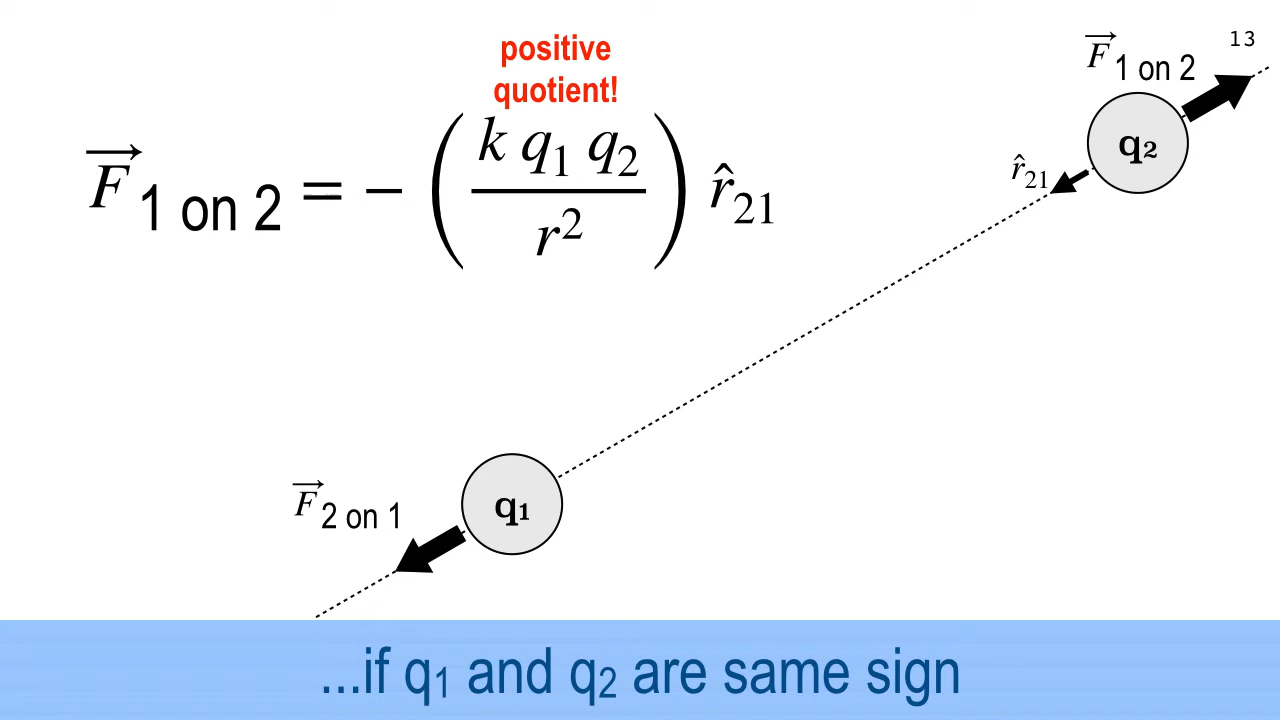 13
positive
quotient!
F⃗ 1 on 2 = − (k q₁ q₂ / r²) r̂₂₁
F⃗ 1 on 2
q₂
r̂₂₁
F⃗ 2 on 1
q₁
...if q₁ and q₂ are same sign